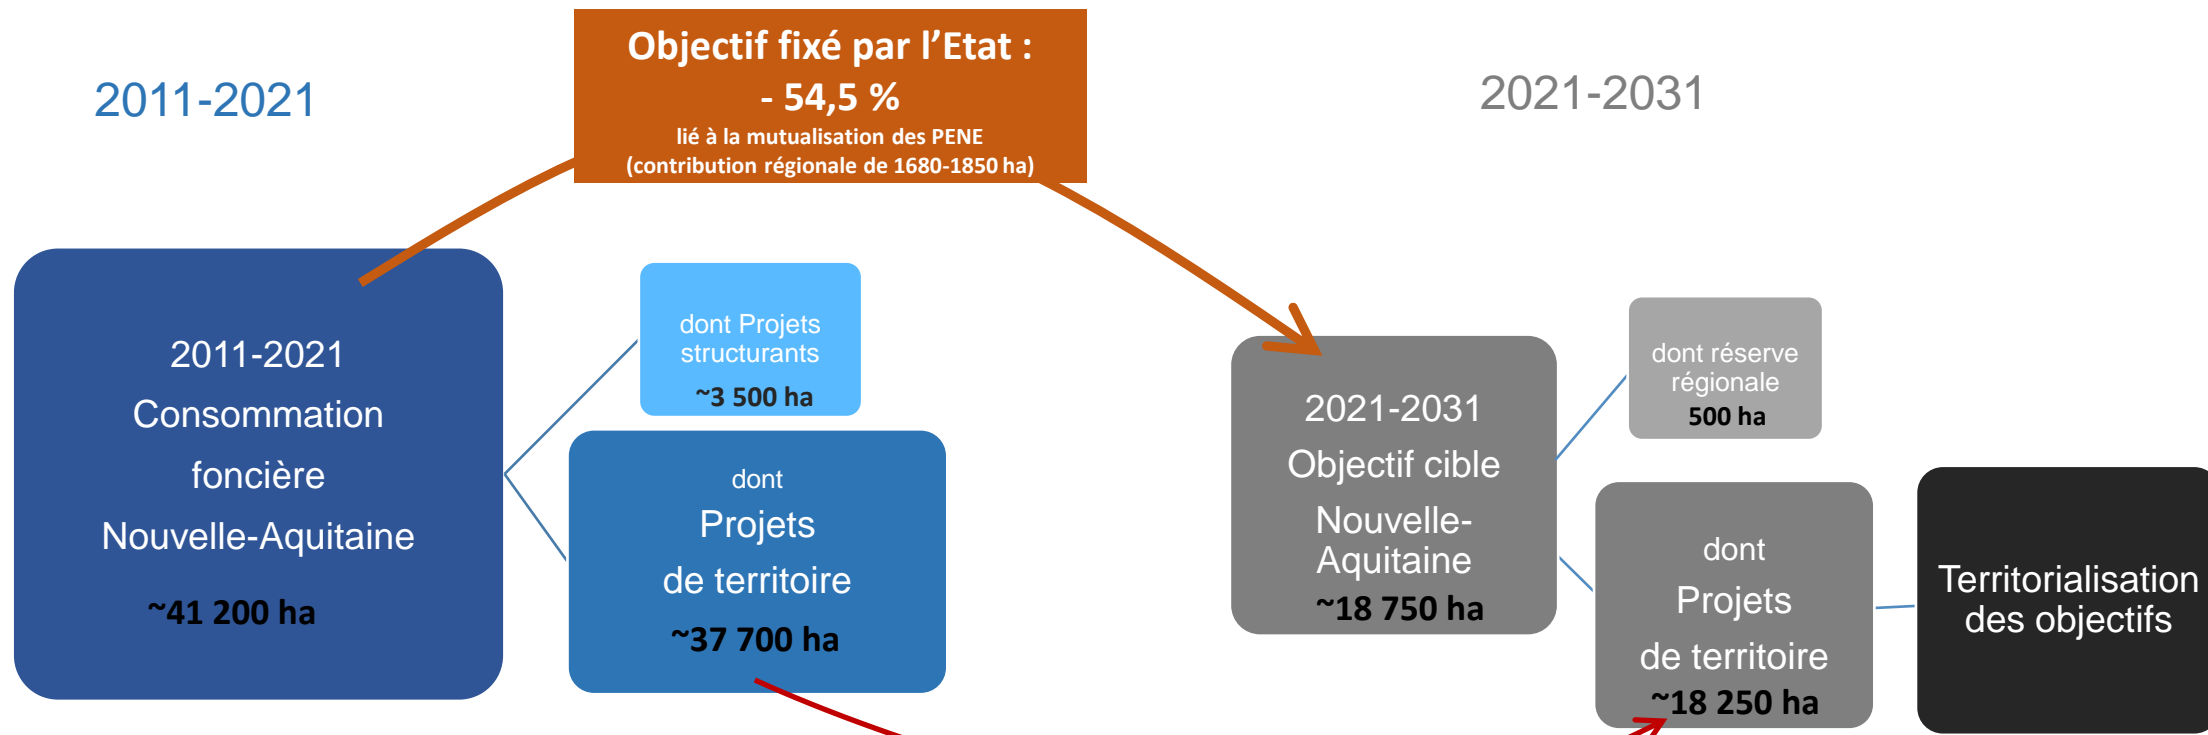 2011-2021
Objectif fixé par l’Etat :
- 54,5 %
lié à la mutualisation des PENE
(contribution régionale de 1680-1850 ha)
2021-2031
2011-2021
Consommation
foncière
Nouvelle-Aquitaine
~41 200 ha
dont Projets
structurants
~3 500 ha
dont
Projets
de territoire
~37 700 ha
2021-2031
Objectif cible
Nouvelle-
Aquitaine
~18 750 ha
dont réserve
régionale
500 ha
dont
Projets
de territoire
~18 250 ha
Territorialisation
des objectifs